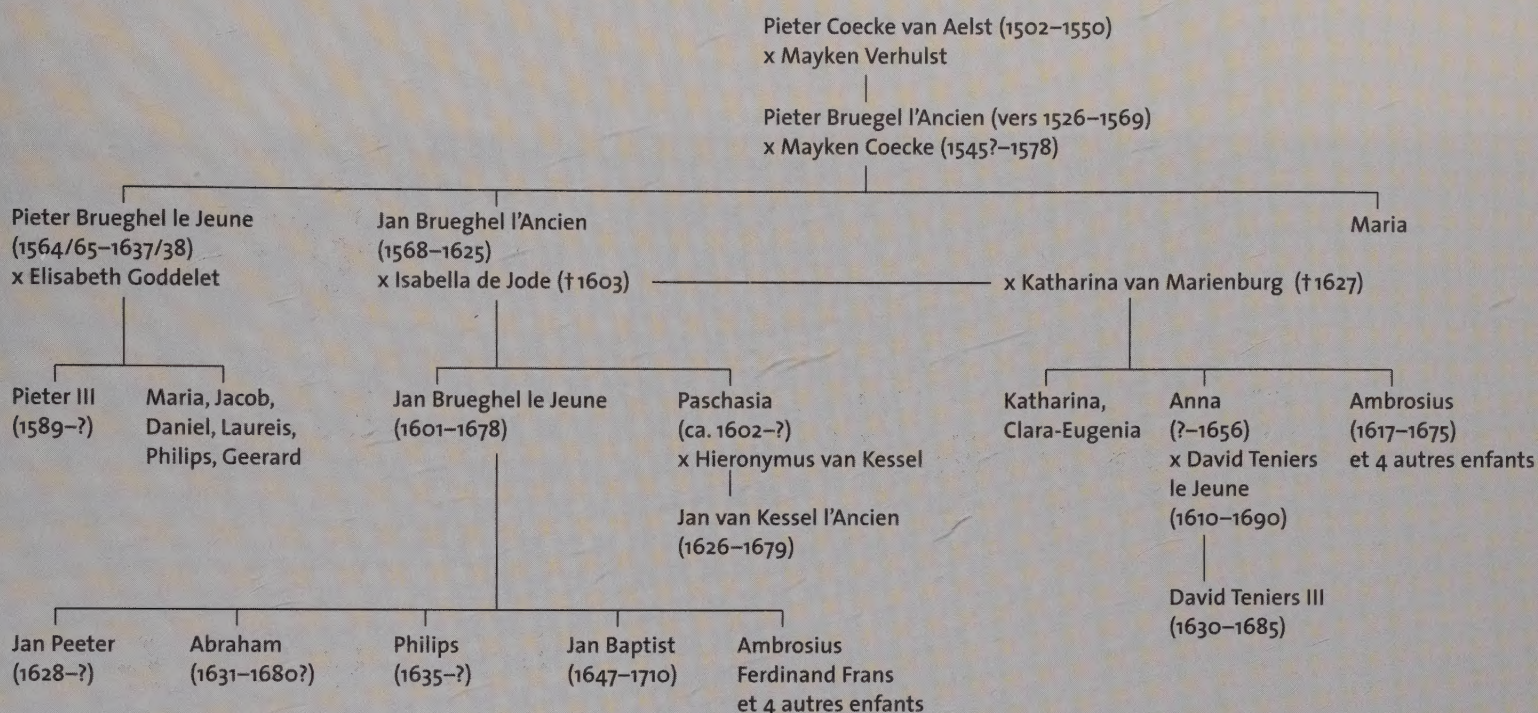 Pieter Coecke van Aelst (1502–1550)
x Mayken Verhulst
Pieter Bruegel l'Ancien (vers 1526–1569)
x Mayken Coecke (1545?–1578)
Pieter Brueghel le Jeune
(1564/65–1637/38)
x Elisabeth Goddelet
Jan Brueghel l'Ancien
(1568–1625)
x Isabella de Jode (†1603)
x Katharina van Marienburg (†1627)
Maria
Pieter III
(1589–?)
Maria, Jacob,
Daniel, Laureis,
Philips, Geerard
Jan Brueghel le Jeune
(1601–1678)
Paschasia
(ca. 1602–?)
x Hieronymus van Kessel
Jan van Kessel l'Ancien
(1626–1679)
Katharina,
Clara-Eugenia
Anna
(?–1656)
x David Teniers
le Jeune
(1610–1690)
David Teniers III
(1630–1685)
Ambrosius
(1617–1675)
et 4 autres enfants
Jan Peeter
(1628–?)
Abraham
(1631–1680?)
Philips
(1635–?)
Jan Baptist
(1647–1710)
Ambrosius
Ferdinand Frans
et 4 autres enfants